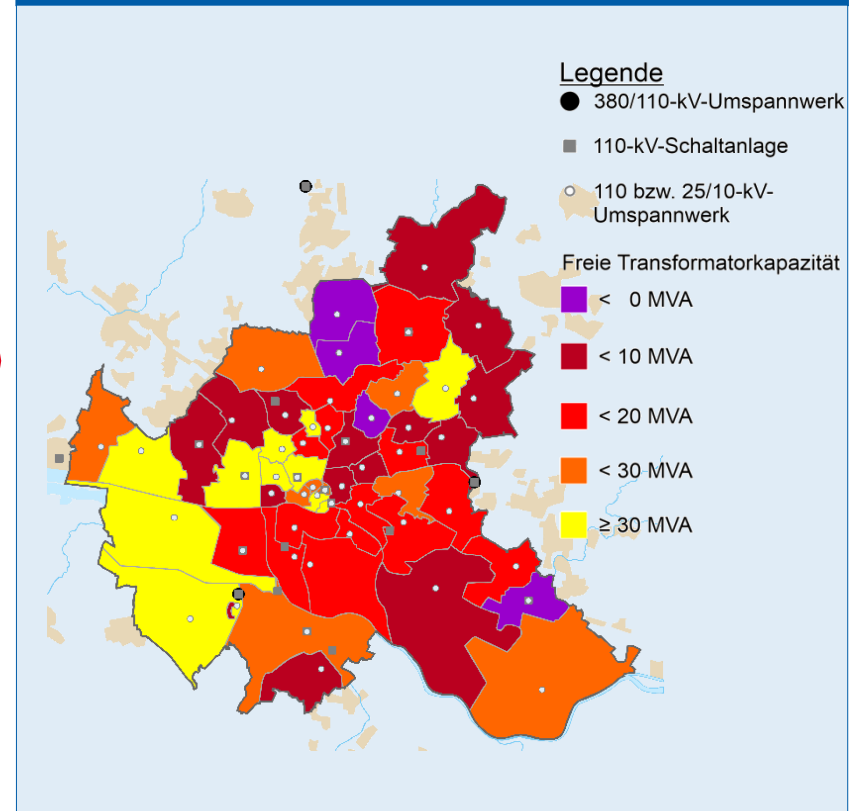 Legende
380/110-kV-Umspannwerk
110-kV-Schaltanlage
110 bzw. 25/10-kV-
Umspannwerk
Freie Transformatorkapazität
< 0 MVA
< 10 MVA
< 20 MVA
< 30 MVA
≥ 30 MVA